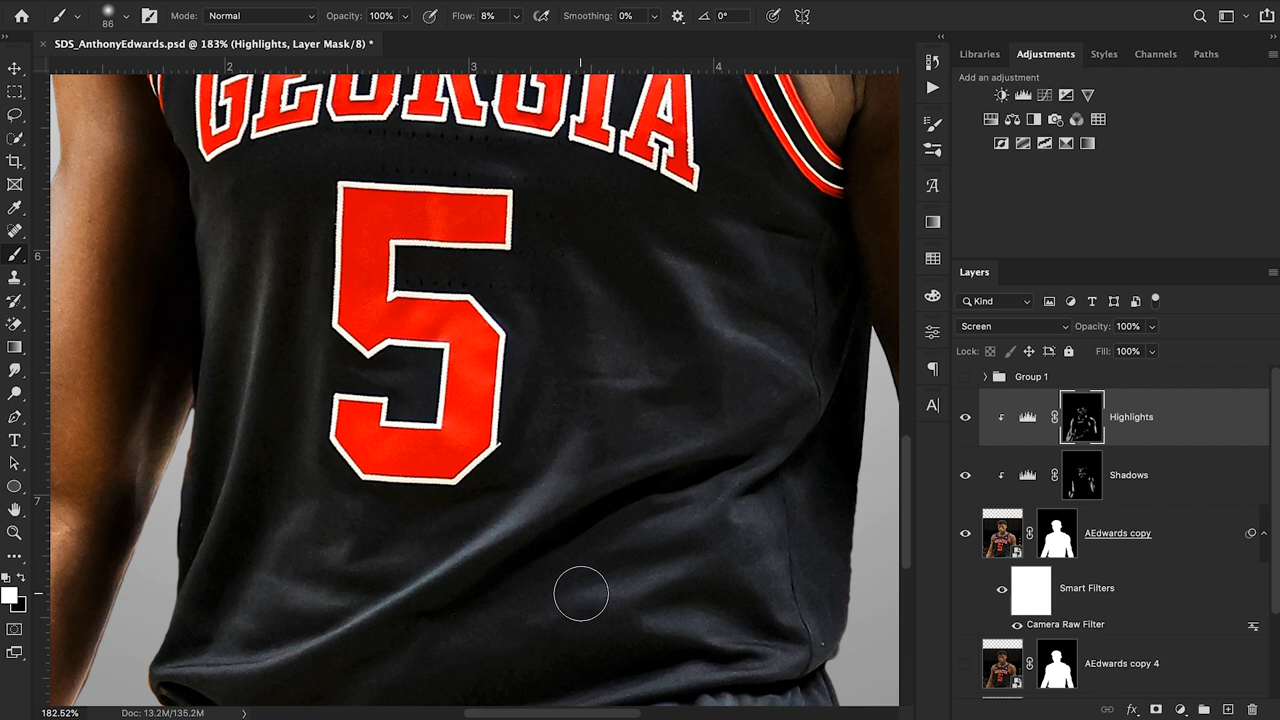 86
Mode:
Normal
Opacity:
100%
Flow:
8%
Smoothing:
0%
0°
SDS_AnthonyEdwards.psd @ 183% (Highlights, Layer Mask/8) *
Libraries
Adjustments
Styles
Channels
Paths
Add an adjustment
2
3
4
6
7
GEORGIA
5
Layers
Kind
Screen
Opacity:
100%
Lock:
Fill:
100%
Group 1
Highlights
Shadows
AEdwards copy
Smart Filters
Camera Raw Filter
AEdwards copy 4
182.52%
Doc: 13.2M/135.2M